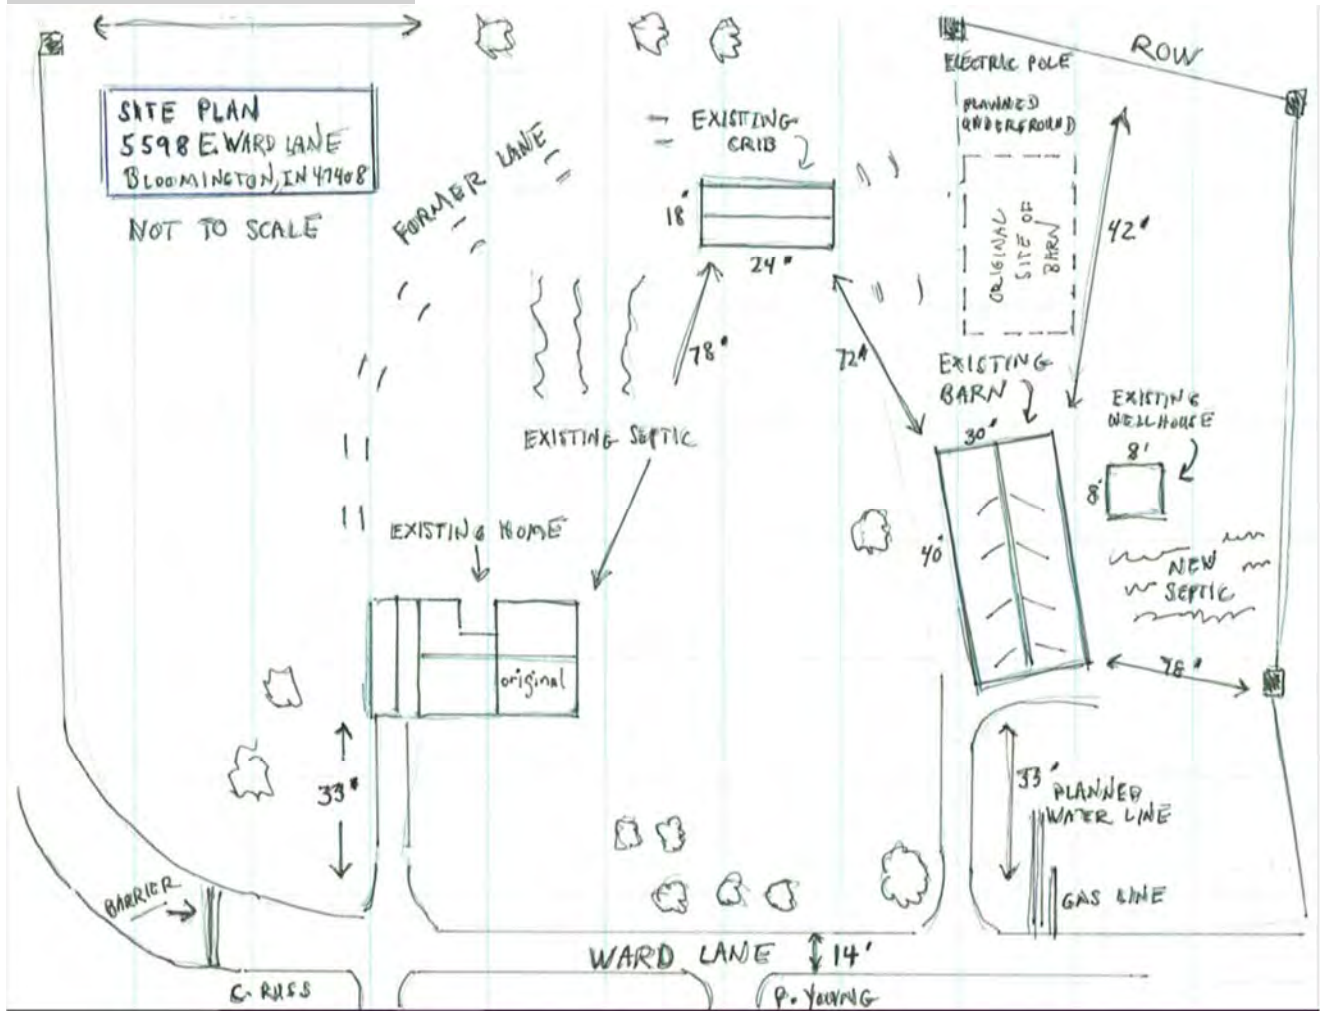 SITE PLAN
5598 E. WARD LANE
BLOOMINGTON, IN 47408
NOT TO SCALE
FORMER LANE
EXISTING
CRIB
18'
24"
ELECTRIC POLE
ROW
PLANNED
UNDERGROUND
ORIGINAL
SITE OF
BARN
42"
78"
72"
EXISTING
BARN
30'
40'
EXISTING
WELLHOUSE
8'
8'
EXISTING SEPTIC
EXISTING HOME
original
NEW
SEPTIC
78"
33"
33'
PLANNED
WATER LINE
GAS LINE
BARRIER
WARD LANE
14'
C. RUSS
P. YOUNG